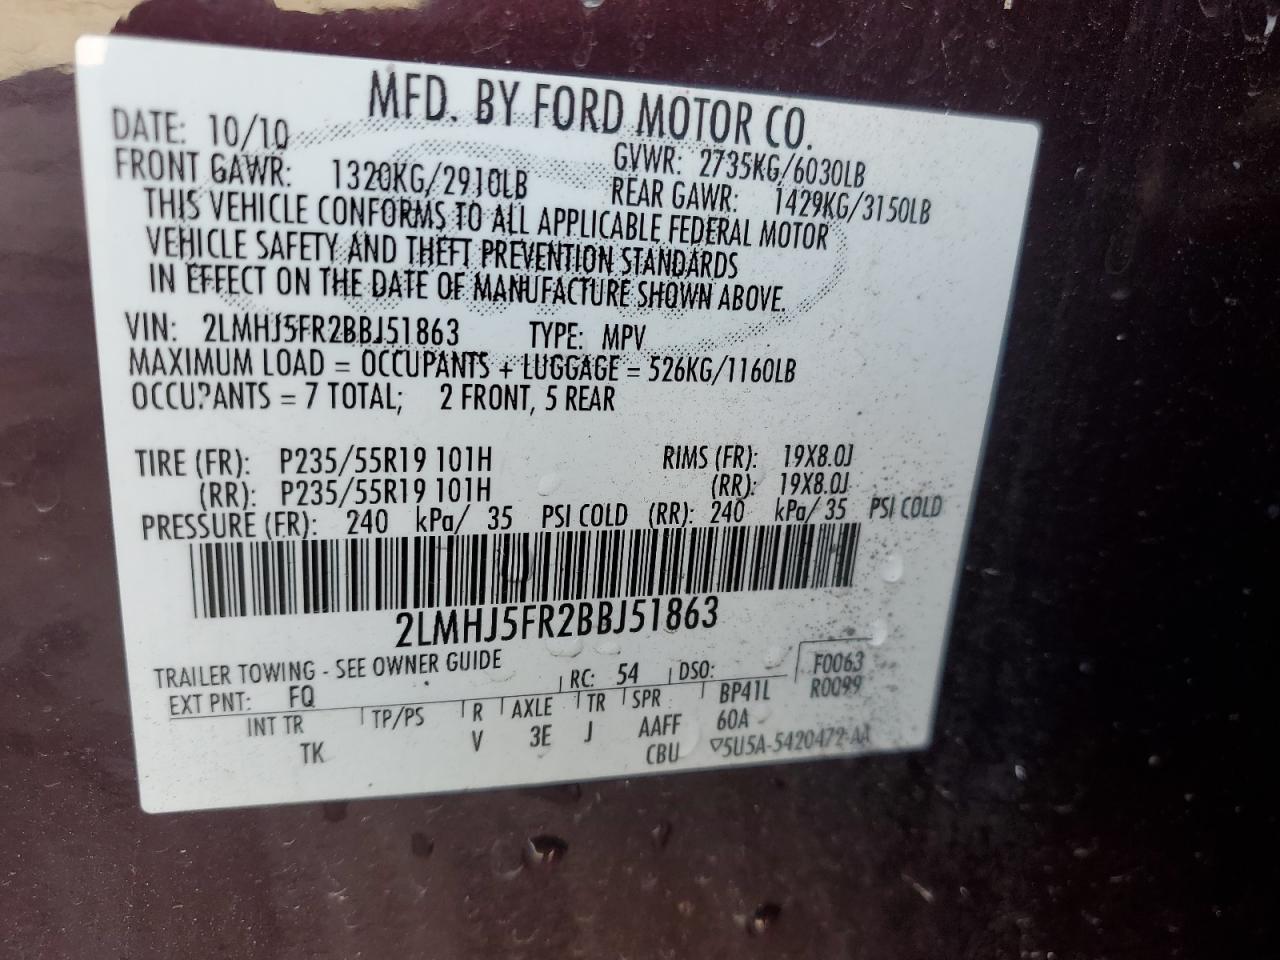 MFD. BY FORD MOTOR CO.
DATE: 10/10 GVWR: 2735KG/6030LB
FRONT GAWR: 1320KG/2910LB REAR GAWR: 1429KG/3150LB
THIS VEHICLE CONFORMS TO ALL APPLICABLE FEDERAL MOTOR
VEHICLE SAFETY AND THEFT PREVENTION STANDARDS
IN EFFECT ON THE DATE OF MANUFACTURE SHOWN ABOVE.
VIN: 2LMHJ5FR2BBJ51863 TYPE: MPV
MAXIMUM LOAD = OCCUPANTS + LUGGAGE = 526KG/1160LB
OCCUPANTS = 7 TOTAL; 2 FRONT, 5 REAR
TIRE (FR): P235/55R19 101H RIMS (FR): 19X8.0J
(RR): P235/55R19 101H (RR): 19X8.0J
PRESSURE (FR): 240 kPa/ 35 PSI COLD (RR): 240 kPa/ 35 PSI COLD
2LMHJ5FR2BBJ51863
TRAILER TOWING - SEE OWNER GUIDE
EXT PNT: FQ RC: 54 DSO: F0063
INT TR TP/PS R AXLE TR SPR BP41L R0099
TK V 3E J AAFF 60A
CBU ▽5U5A-5420472-AA